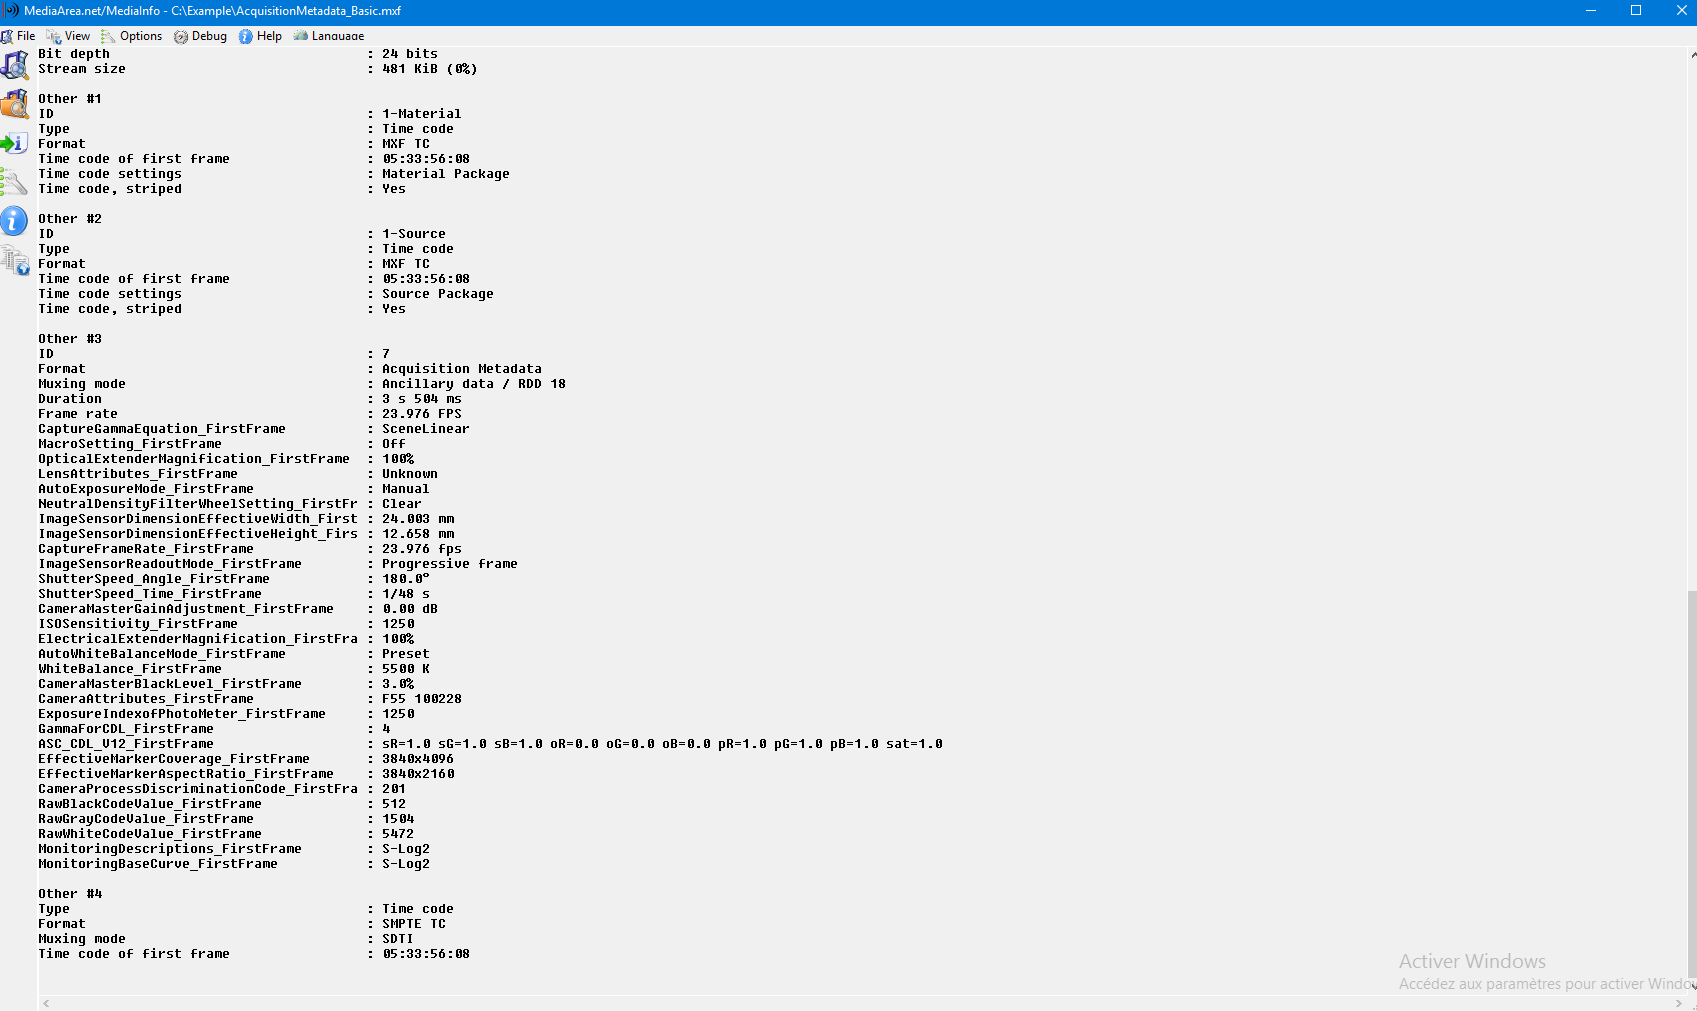 MediaArea.net/MediaInfo - C:\Example\AcquisitionMetadata_Basic.mxf
File View Options Debug Help Language
Bit depth : 24 bits
Stream size : 481 KiB (0%)
Other #1
ID : 1-Material
Type : Time code
Format : MXF TC
Time code of first frame : 05:33:56:08
Time code settings : Material Package
Time code, striped : Yes
Other #2
ID : 1-Source
Type : Time code
Format : MXF TC
Time code of first frame : 05:33:56:08
Time code settings : Source Package
Time code, striped : Yes
Other #3
ID : 7
Format : Acquisition Metadata
Muxing mode : Ancillary data / RDD 18
Duration : 3 s 504 ms
Frame rate : 23.976 FPS
CaptureGammaEquation_FirstFrame : SceneLinear
MacroSetting_FirstFrame : Off
OpticalExtenderMagnification_FirstFrame : 100%
LensAttributes_FirstFrame : Unknown
AutoExposureMode_FirstFrame : Manual
NeutralDensityFilterWheelSetting_FirstFr : Clear
ImageSensorDimensionEffectiveWidth_First : 24.003 mm
ImageSensorDimensionEffectiveHeight_Firs : 12.658 mm
CaptureFrameRate_FirstFrame : 23.976 fps
ImageSensorReadoutMode_FirstFrame : Progressive frame
ShutterSpeed_Angle_FirstFrame : 180.0°
ShutterSpeed_Time_FirstFrame : 1/48 s
CameraMasterGainAdjustment_FirstFrame : 0.00 dB
ISOSensitivity_FirstFrame : 1250
ElectricalExtenderMagnification_FirstFra : 100%
AutoWhiteBalanceMode_FirstFrame : Preset
WhiteBalance_FirstFrame : 5500 K
CameraMasterBlackLevel_FirstFrame : 3.0%
CameraAttributes_FirstFrame : F55 100228
ExposureIndexofPhotoMeter_FirstFrame : 1250
GammaForCDL_FirstFrame : 4
ASC_CDL_V12_FirstFrame : sR=1.0 sG=1.0 sB=1.0 oR=0.0 oG=0.0 oB=0.0 pR=1.0 pG=1.0 pB=1.0 sat=1.0
EffectiveMarkerCoverage_FirstFrame : 3840x4096
EffectiveMarkerAspectRatio_FirstFrame : 3840x2160
CameraProcessDiscriminationCode_FirstFra : 201
RawBlackCodeValue_FirstFrame : 512
RawGrayCodeValue_FirstFrame : 1504
RawWhiteCodeValue_FirstFrame : 5472
MonitoringDescriptions_FirstFrame : S-Log2
MonitoringBaseCurve_FirstFrame : S-Log2
Other #4
Type : Time code
Format : SMPTE TC
Muxing mode : SDTI
Time code of first frame : 05:33:56:08
Activer Windows
Accédez aux paramètres pour activer Windo